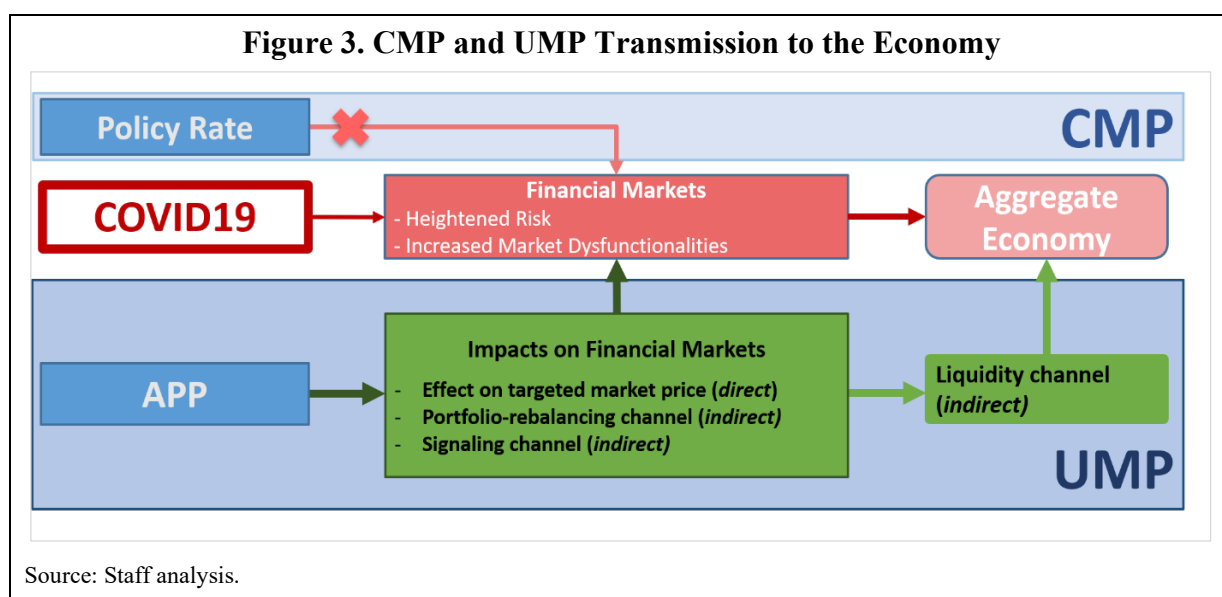 Figure 3. CMP and UMP Transmission to the Economy
Policy Rate
CMP
COVID19
Financial Markets
- Heightened Risk
- Increased Market Dysfunctionalities
Aggregate
Economy
APP
Impacts on Financial Markets
- Effect on targeted market price (direct)
- Portfolio-rebalancing channel (indirect)
- Signaling channel (indirect)
Liquidity channel
(indirect)
UMP
Source: Staff analysis.